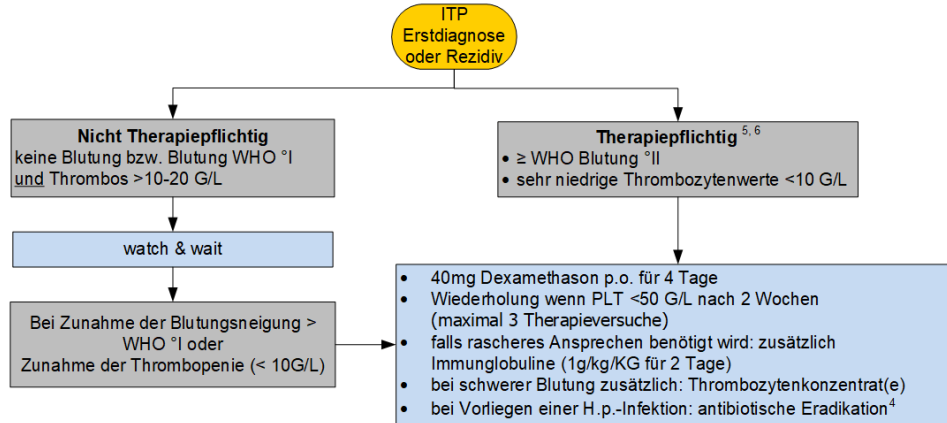 ITP
Erstdiagnose
oder Rezidiv
Nicht Therapiepflichtig
keine Blutung bzw. Blutung WHO °I
und Thrombos >10-20 G/L
Therapiepflichtig 5, 6
• ≥ WHO Blutung °II
• sehr niedrige Thrombozytenwerte <10 G/L
watch & wait
Bei Zunahme der Blutungsneigung >
WHO °I oder
Zunahme der Thrombopenie (< 10G/L)
• 40mg Dexamethason p.o. für 4 Tage
• Wiederholung wenn PLT <50 G/L nach 2 Wochen
(maximal 3 Therapieversuche)
• falls rascheres Ansprechen benötigt wird: zusätzlich
Immunglobuline (1g/kg/KG für 2 Tage)
• bei schwerer Blutung zusätzlich: Thrombozytenkonzentrat(e)
• bei Vorliegen einer H.p.-Infektion: antibiotische Eradikation4